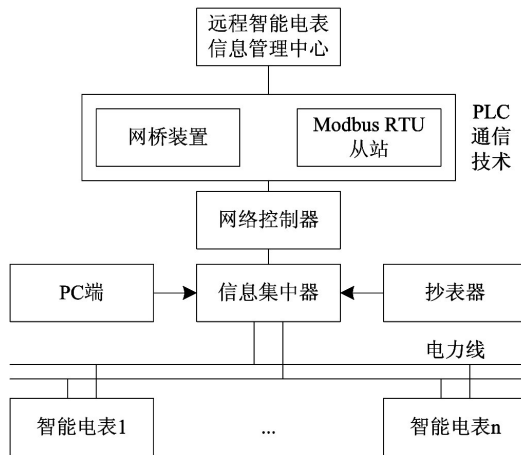 远程智能电表
信息管理中心
网桥装置
Modbus RTU
从站
PLC
通信
技术
网络控制器
PC端
信息集中器
抄表器
电力线
智能电表1
...
智能电表n